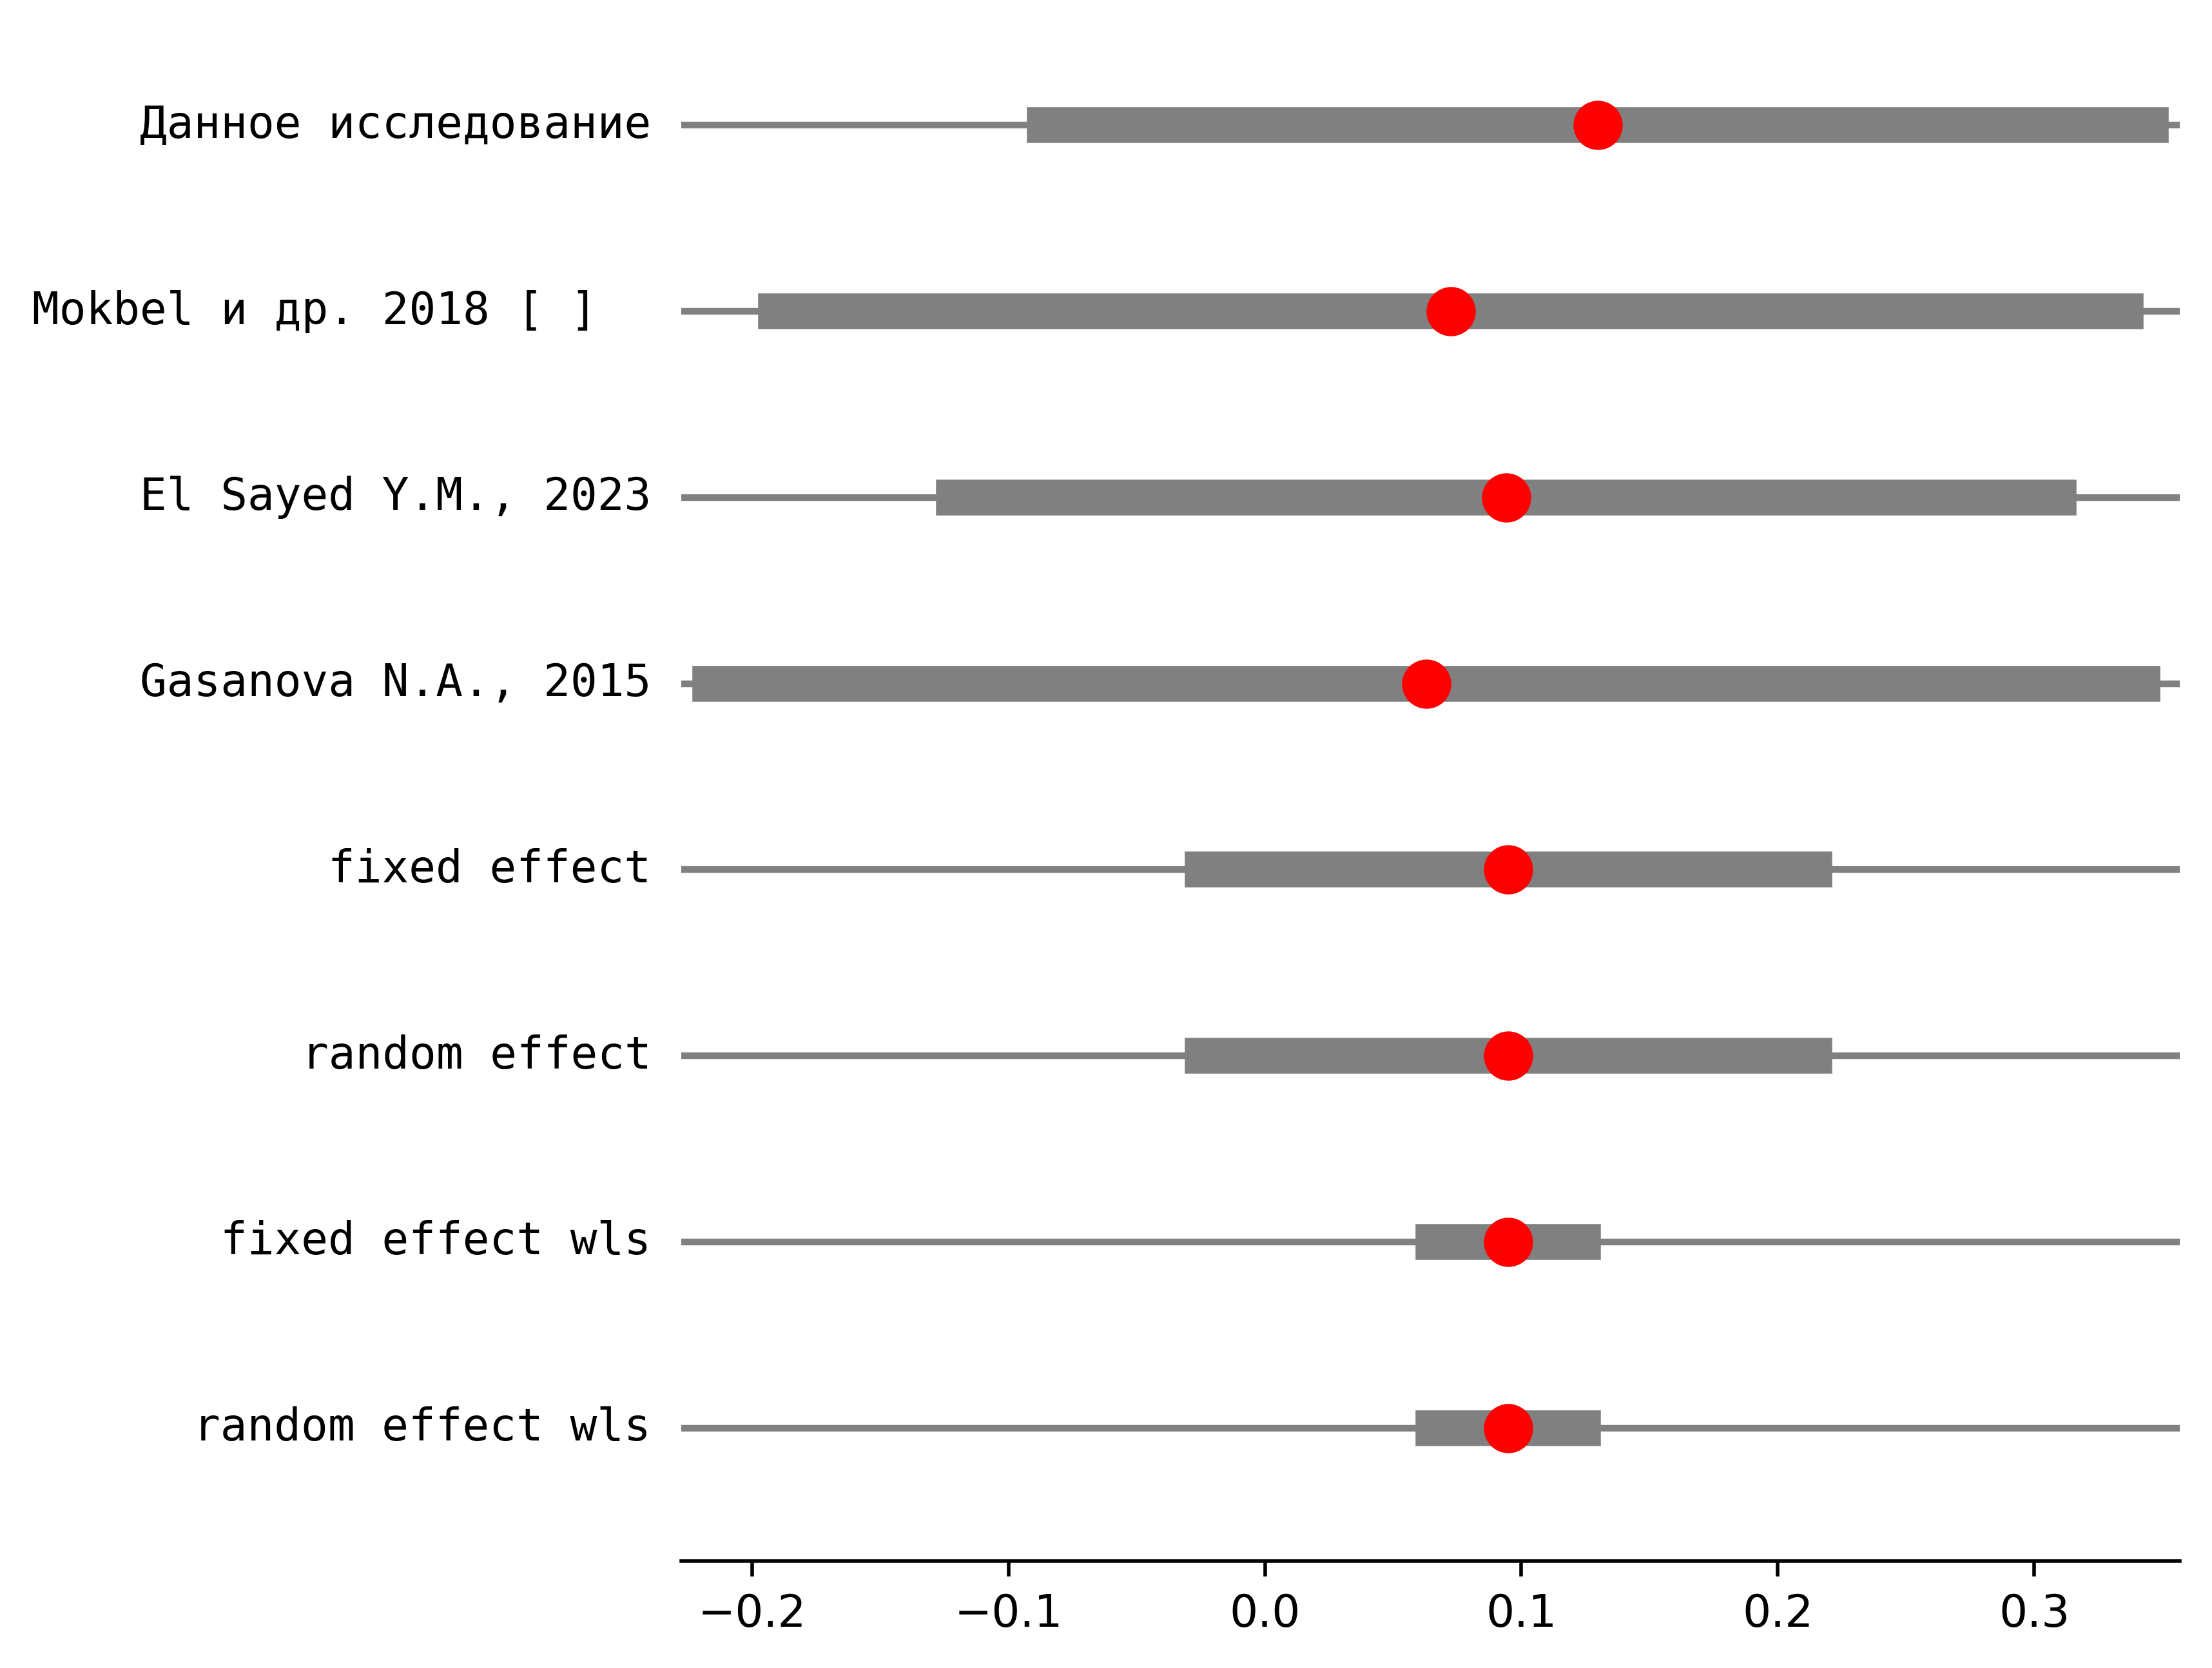 Данное исследование
Mokbel и др. 2018 [ ]
El Sayed Y.M., 2023
Gasanova N.A., 2015
fixed effect
random effect
fixed effect wls
random effect wls
−0.2 −0.1 0.0 0.1 0.2 0.3